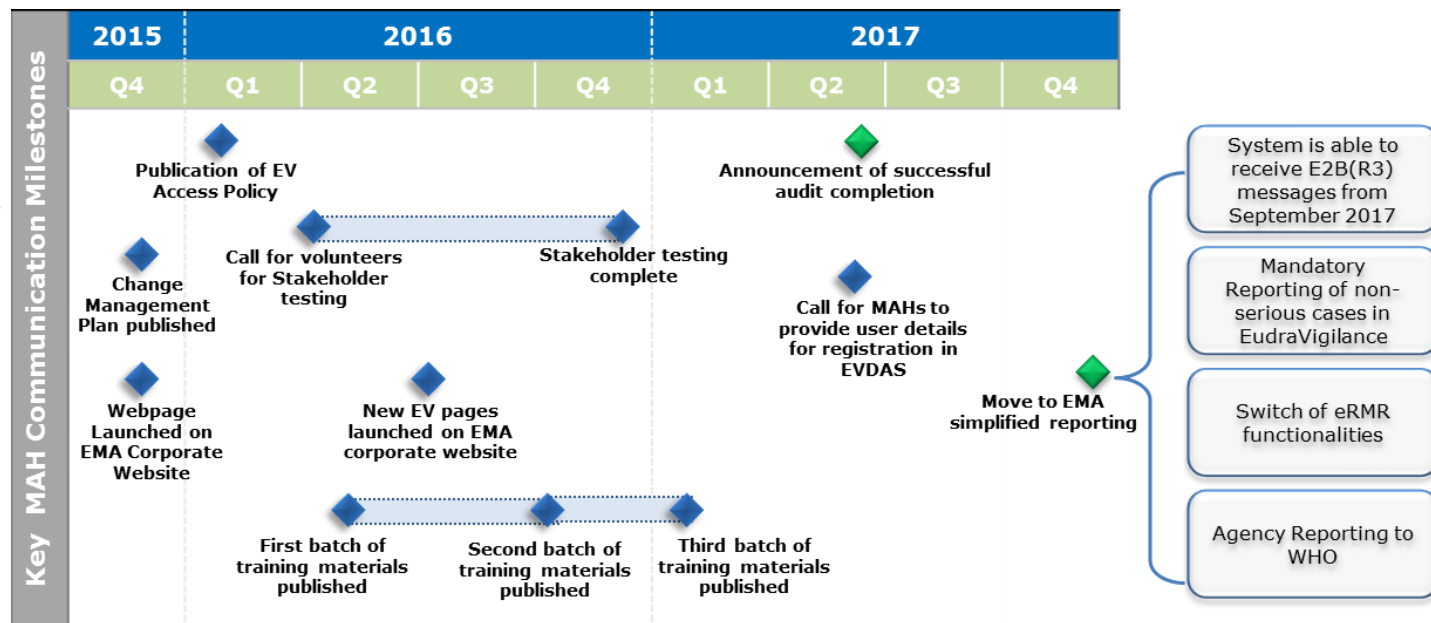 Key MAH Communication Milestones
2015
2016
2017
Q4
Q1
Q2
Q3
Q4
Q1
Q2
Q3
Q4
Publication of EV
Access Policy
Announcement of successful
audit completion
Call for volunteers
for Stakeholder
testing
Stakeholder testing
complete
Change
Management
Plan published
Call for MAHs to
provide user details
for registration in
EVDAS
Webpage
Launched on
EMA Corporate
Website
New EV pages
launched on EMA
corporate website
Move to EMA
simplified reporting
First batch of
training materials
published
Second batch of
training materials
published
Third batch of
training materials
published
System is able to
receive E2B(R3)
messages from
September 2017
Mandatory
Reporting of non-
serious cases in
EudraVigilance
Switch of eRMR
functionalities
Agency Reporting to
WHO